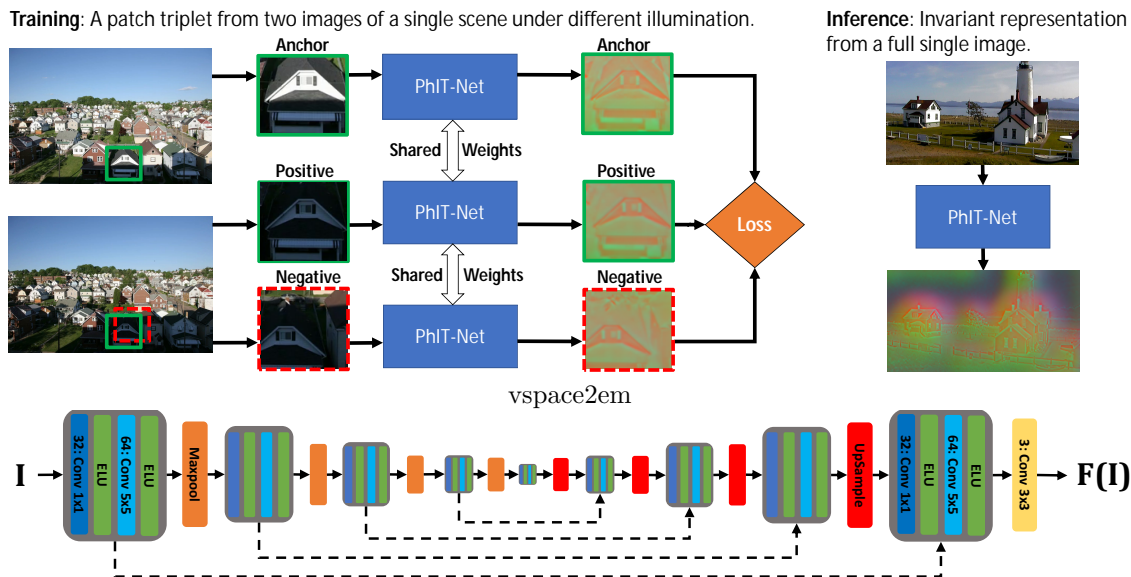 Training: A patch triplet from two images of a single scene under different illumination.
Inference: Invariant representation
from a full single image.
Anchor
Anchor
PhIT-Net
Shared Weights
Positive
Positive
PhIT-Net
Loss
PhIT-Net
Shared Weights
Negative
Negative
PhIT-Net
vspace2em
I
32: Conv 1x1
ELU
64: Conv 5x5
ELU
Maxpool
UpSample
32: Conv 1x1
ELU
64: Conv 5x5
ELU
3: Conv 3x3
F(I)